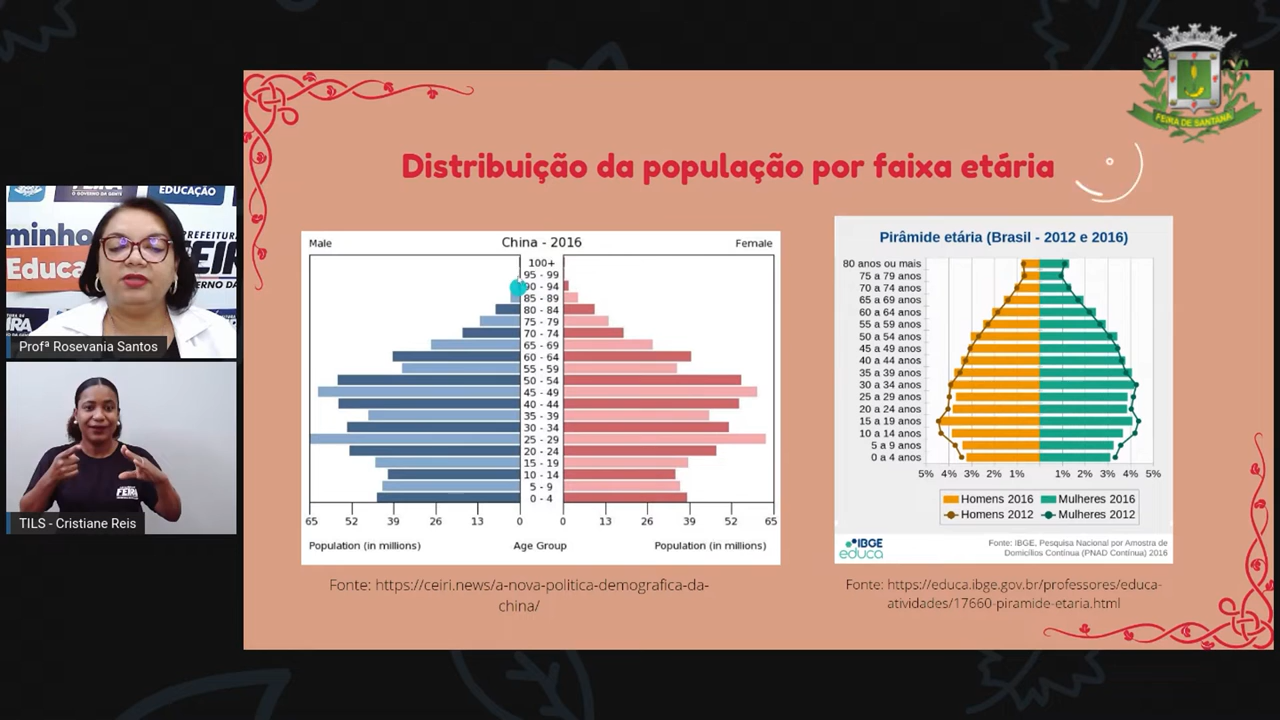 FEIRA DE SANTANA
Distribuição da população por faixa etária
EDUCAÇÃO
minho
Educa
PREFEITURA
FEIRA
Profª Rosevania Santos
FEIRA
TILS - Cristiane Reis
Male
China - 2016
Female
100+
95 - 99
90 - 94
85 - 89
80 - 84
75 - 79
70 - 74
65 - 69
60 - 64
55 - 59
50 - 54
45 - 49
40 - 44
35 - 39
30 - 34
25 - 29
20 - 24
15 - 19
10 - 14
5 - 9
0 - 4
65 52 39 26 13 0 0 13 26 39 52 65
Population (in millions) Age Group Population (in millions)
Fonte: https://ceiri.news/a-nova-politica-demografica-da-
china/
Pirâmide etária (Brasil - 2012 e 2016)
80 anos ou mais
75 a 79 anos
70 a 74 anos
65 a 69 anos
60 a 64 anos
55 a 59 anos
50 a 54 anos
45 a 49 anos
40 a 44 anos
35 a 39 anos
30 a 34 anos
25 a 29 anos
20 a 24 anos
15 a 19 anos
10 a 14 anos
5 a 9 anos
0 a 4 anos
5% 4% 3% 2% 1% 1% 2% 3% 4% 5%
Homens 2016 Mulheres 2016
Homens 2012 Mulheres 2012
IBGE
educa
Fonte: IBGE, Pesquisa Nacional por Amostra de
Domicílios Contínua (PNAD Contínua) 2016
Fonte: https://educa.ibge.gov.br/professores/educa-
atividades/17660-piramide-etaria.html